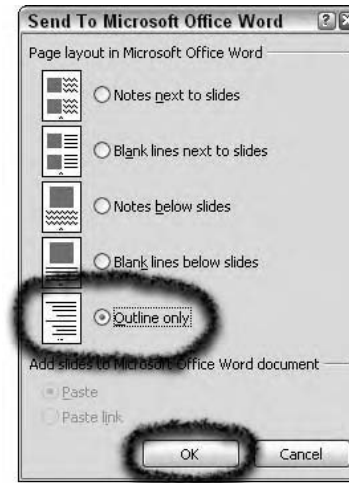 Send To Microsoft Office Word
Page layout in Microsoft Office Word
Notes next to slides
Blank lines next to slides
Notes below slides
Blank lines below slides
Outline only
Add slides to Microsoft Office Word document
Paste
Paste link
OK Cancel